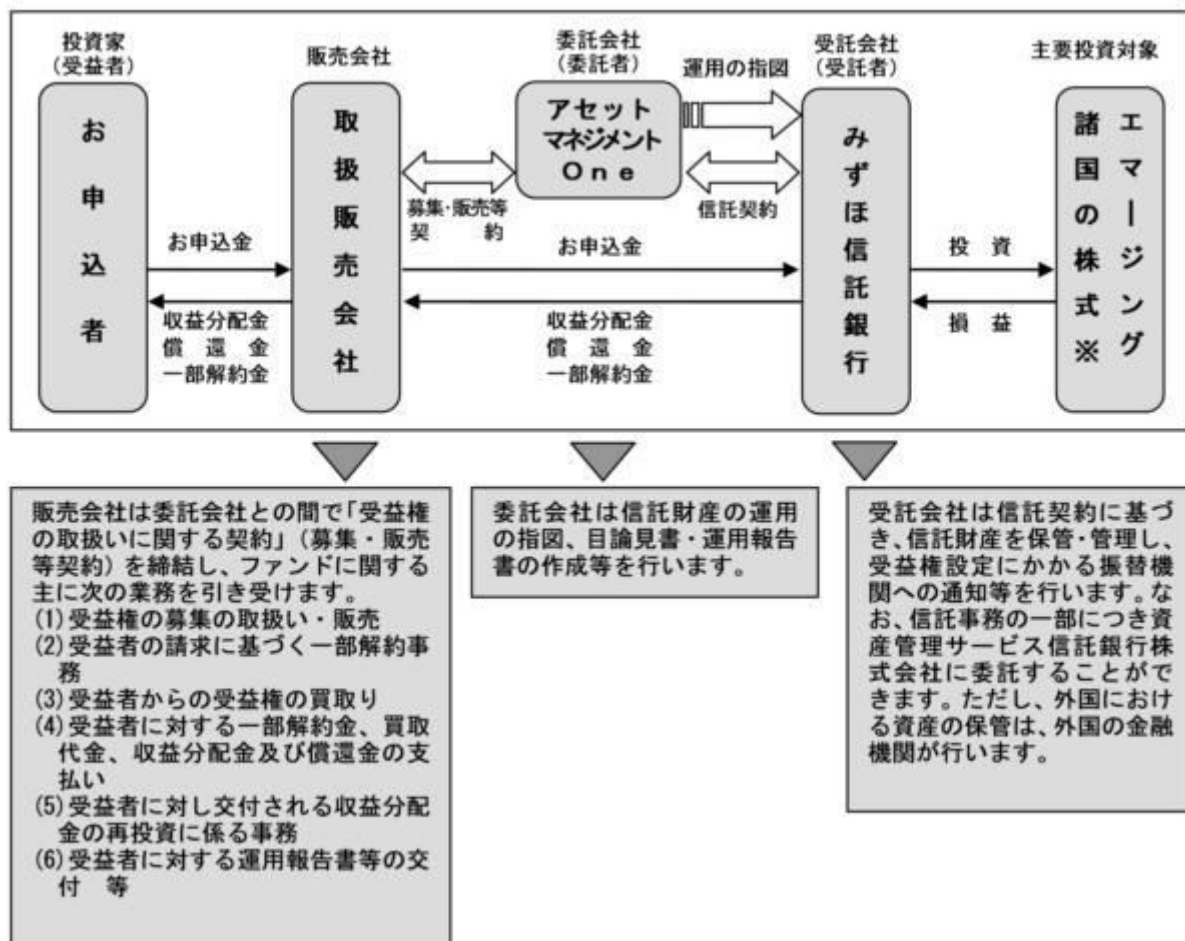 投資家
(受益者)
販売会社
委託会社
(委託者)
運用の指図
受託会社
(受託者)
主要投資対象
お申込者
取扱販売会社
アセット
マネジメント
One
みずほ信託銀行
エマージング
諸国の株式※
募集・販売等
契約
信託契約
お申込金
お申込金
投資
収益分配金
償還金
一部解約金
収益分配金
償還金
一部解約金
損益
販売会社は委託会社との間で「受益権
の取扱いに関する契約」(募集・販売
等契約)を締結し、ファンドに関する
主に次の業務を引き受けます。
(1)受益権の募集の取扱い・販売
(2)受益者の請求に基づく一部解約事
務
(3)受益者からの受益権の買取り
(4)受益者に対する一部解約金、買取
代金、収益分配金及び償還金の支
払い
(5)受益者に対し交付される収益分配
金の再投資に係る事務
(6)受益者に対する運用報告書等の交
付 等
委託会社は信託財産の運用
の指図、目論見書・運用報告
書の作成等を行います。
受託会社は信託契約に基づ
き、信託財産を保管・管理し、
受益権設定にかかる振替機
関への通知等を行います。な
お、信託事務の一部につき資
産管理サービス信託銀行株
式会社に委託することがで
きます。ただし、外国におけ
る資産の保管は、外国の金融
機関が行います。